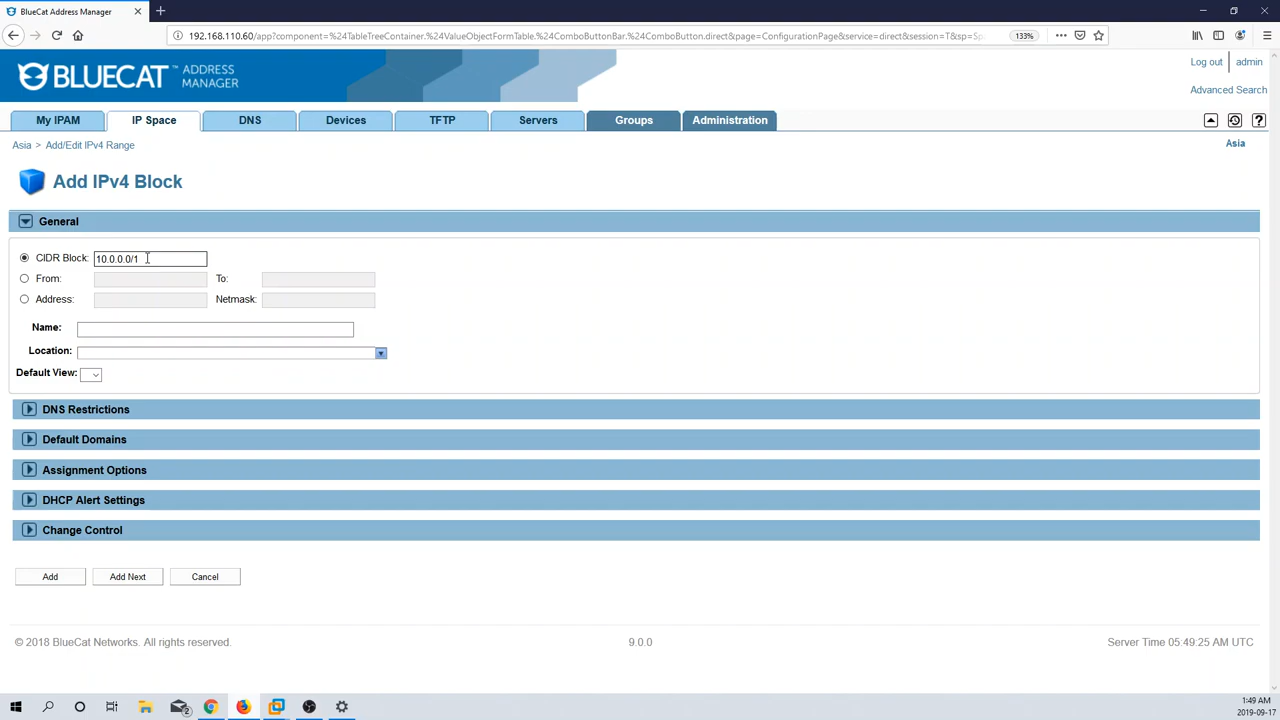 BlueCat Address Manager
192.168.110.60/app?component=%24TableTreeContainer.%24ValueObjectFormTable.%24ComboButtonBar.%24ComboButton.direct&page=ConfigurationPage&service=direct&session=T&sp=S
133%
BLUECAT™ ADDRESS MANAGER
Log out admin
Advanced Search
My IPAM IP Space DNS Devices TFTP Servers Groups Administration
Asia > Add/Edit IPv4 Range
Asia
Add IPv4 Block
General
CIDR Block: 10.0.0.0/1
From: To:
Address: Netmask:
Name:
Location:
Default View:
DNS Restrictions
Default Domains
Assignment Options
DHCP Alert Settings
Change Control
Add Add Next Cancel
© 2018 BlueCat Networks. All rights reserved. 9.0.0 Server Time 05:49:25 AM UTC
2
1:49 AM
2019-09-17